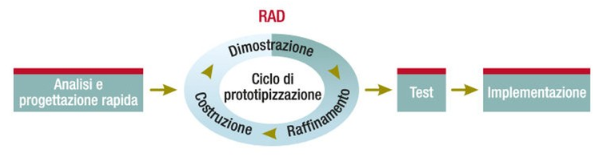 RAD
Analisi e
progettazione rapida
Dimostrazione
Ciclo di
prototipizzazione
Costruzione
Raffinamento
Test
Implementazione